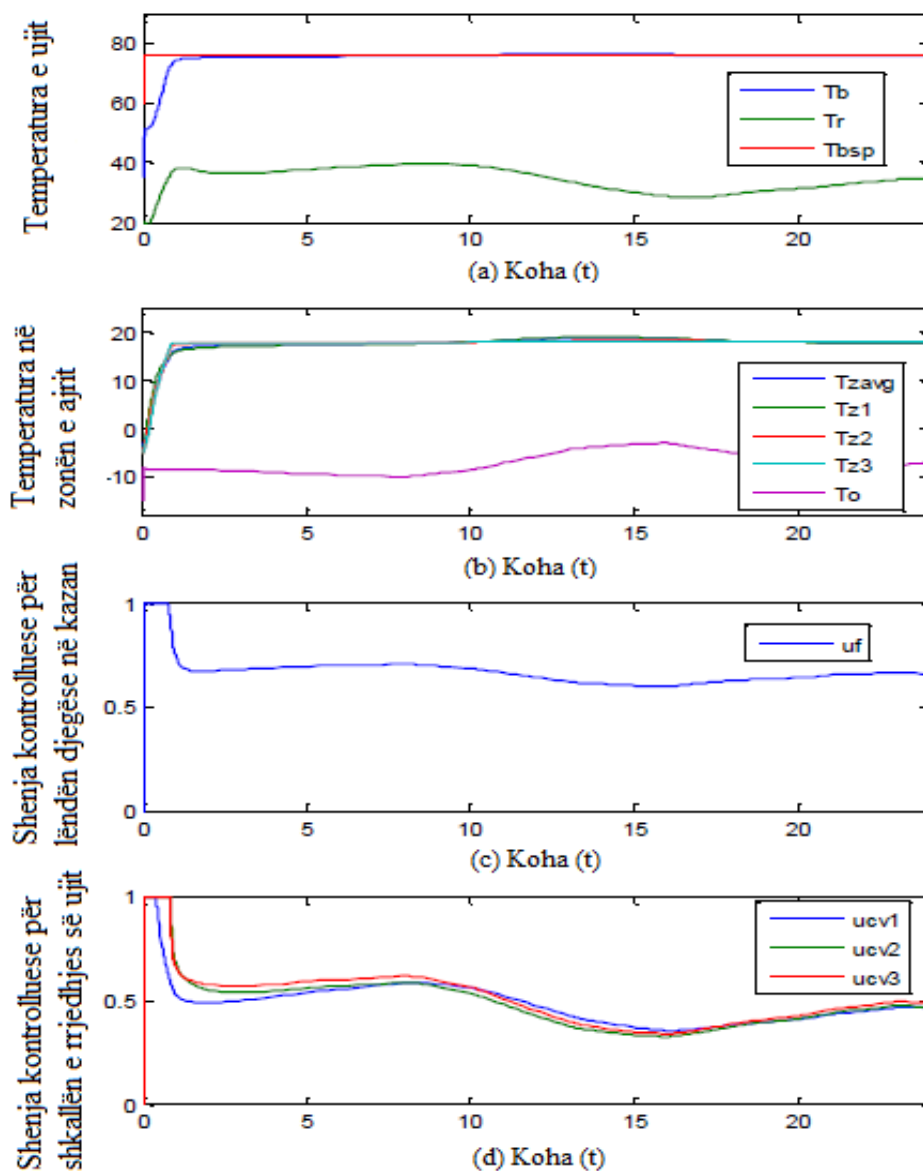 Temperatura e ujit
80
60
40
20
Tb
Tr
Tbsp
0 5 10 15 20
(a) Koha (t)
Temperatura në
zonën e ajrit
20
10
0
-10
Tzavg
Tz1
Tz2
Tz3
To
0 5 10 15 20
(b) Koha (t)
Shenja kontrolluese për
lëndën djegëse në kazan
1
0.5
0
uf
0 5 10 15 20
(c) Koha (t)
Shenja kontrolluese për
shkallën e rrjedhjes së ujit
1
0.5
0
ucv1
ucv2
ucv3
0 5 10 15 20
(d) Koha (t)